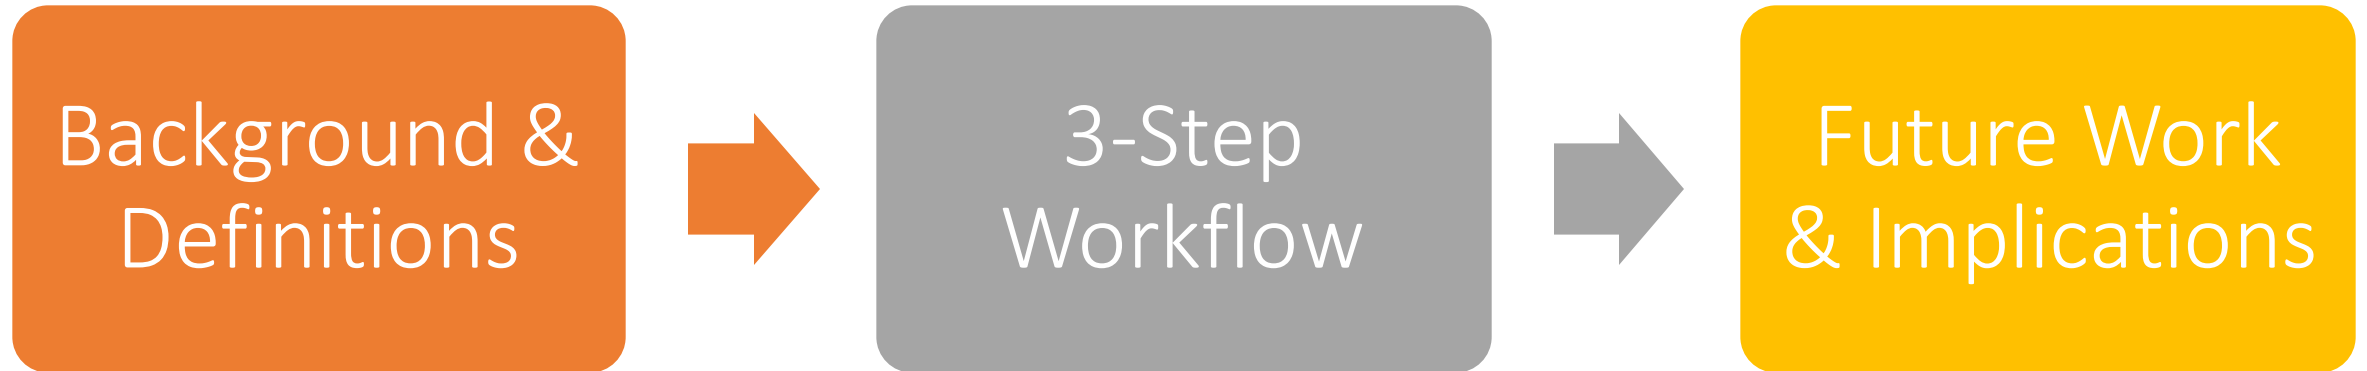 Background &
Definitions
3-Step
Workflow
Future Work
& Implications